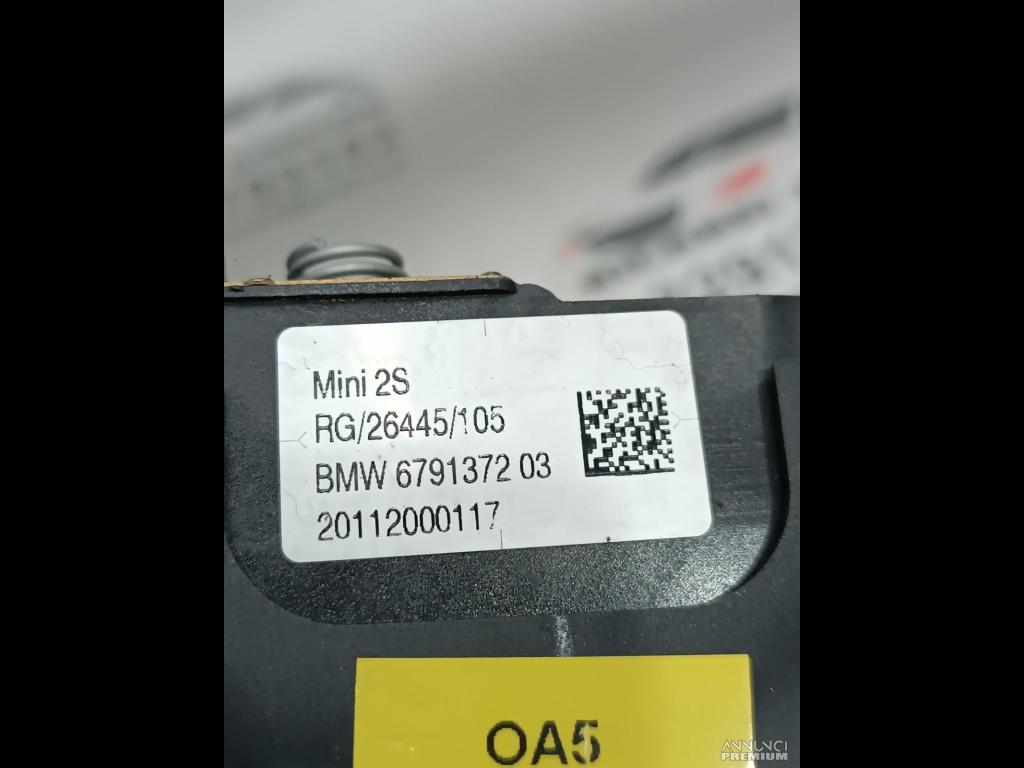 Mini 2S
RG/26445/105
BMW 6791372 03
20112000117
OA5
ANNUNCI
PREMIUM